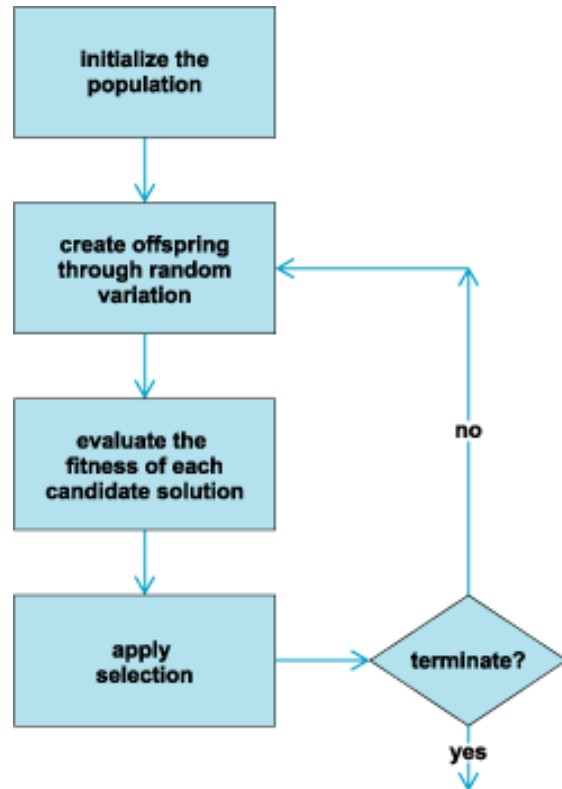 initialize the
population
create offspring
through random
variation
no
evaluate the
fitness of each
candidate solution
apply
selection
terminate?
yes